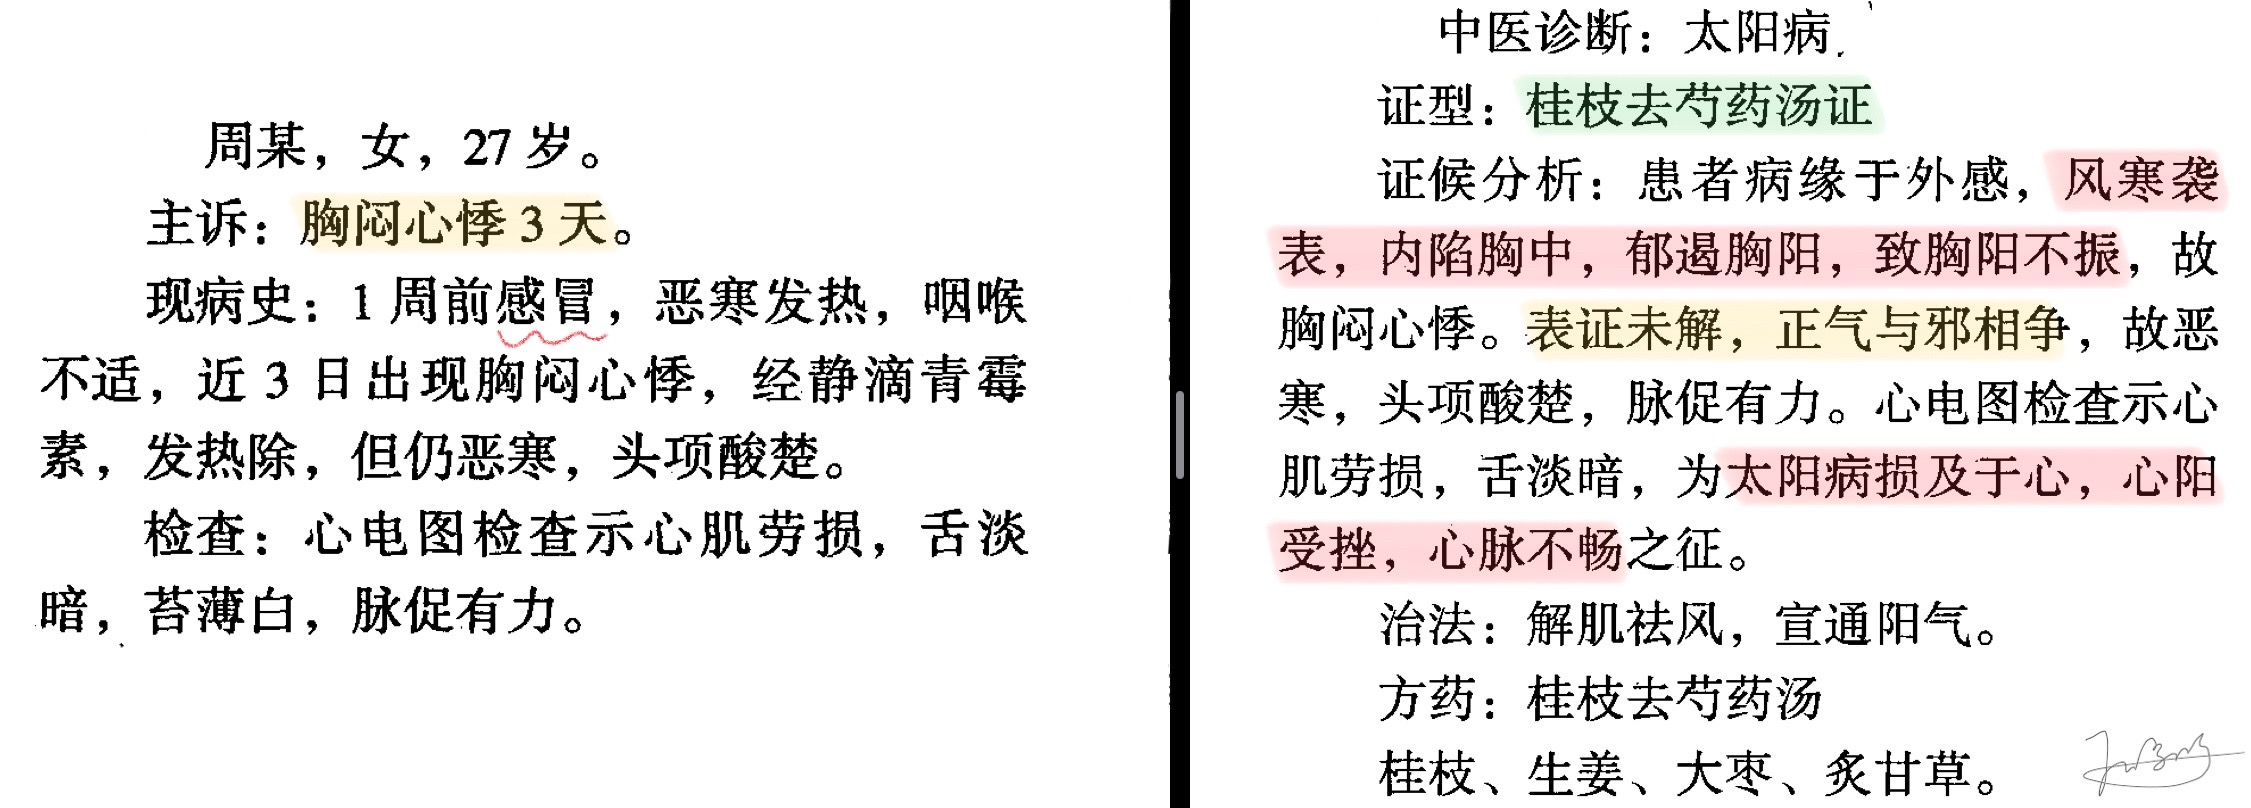 周某，女，27岁。
主诉：胸闷心悸3天。
现病史：1周前感冒，恶寒发热，咽喉
不适，近3日出现胸闷心悸，经静滴青霉
素，发热除，但仍恶寒，头项酸楚。
检查：心电图检查示心肌劳损，舌淡
暗，苔薄白，脉促有力。
中医诊断：太阳病
证型：桂枝去芍药汤证
证候分析：患者病缘于外感，风寒袭
表，内陷胸中，郁遏胸阳，致胸阳不振，故
胸闷心悸。表证未解，正气与邪相争，故恶
寒，头项酸楚，脉促有力。心电图检查示心
肌劳损，舌淡暗，为太阳病损及于心，心阳
受挫，心脉不畅之征。
治法：解肌祛风，宣通阳气。
方药：桂枝去芍药汤
桂枝、生姜、大枣、炙甘草。